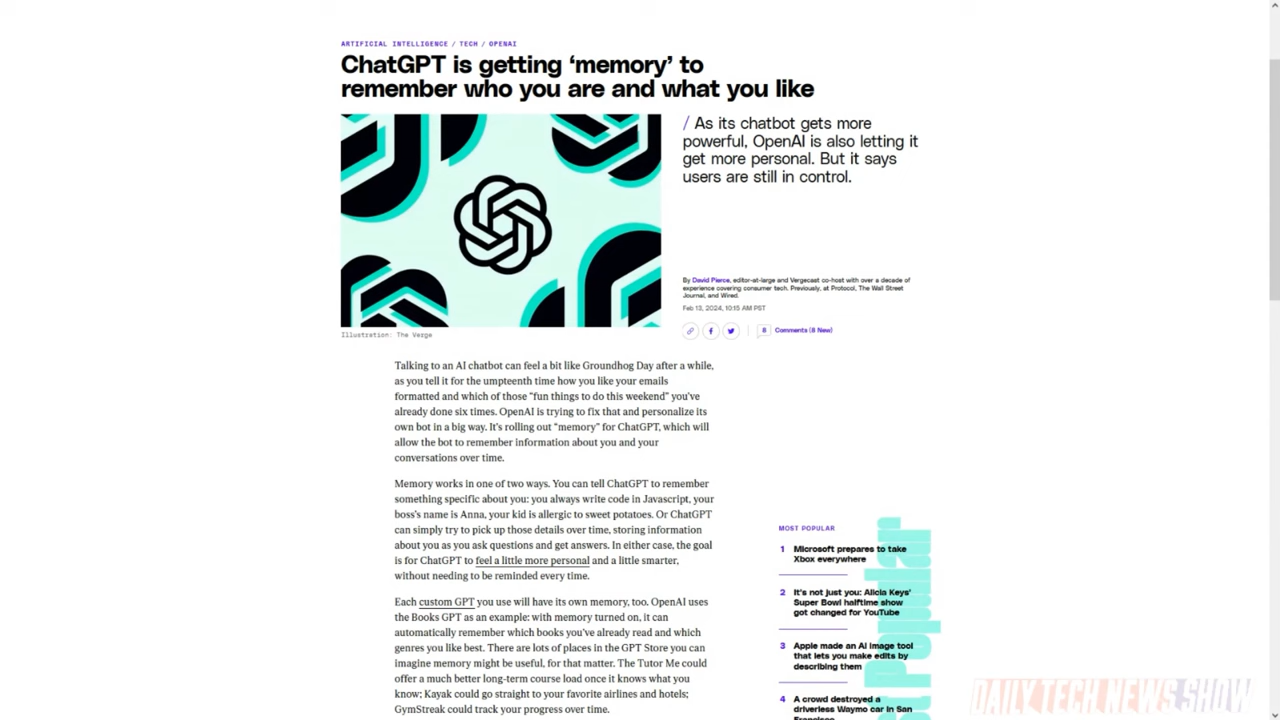 ARTIFICIAL INTELLIGENCE / TECH / OPENAI
ChatGPT is getting ‘memory’ to
remember who you are and what you like
/ As its chatbot gets more
powerful, OpenAI is also letting it
get more personal. But it says
users are still in control.
By David Pierce, editor-at-large and Vergecast co-host with over a decade of
experience covering consumer tech. Previously, at Protocol, The Wall Street
Journal, and Wired.
Feb 13, 2024, 10:15 AM PST
8 Comments (8 New)
Illustration: The Verge
Talking to an AI chatbot can feel a bit like Groundhog Day after a while,
as you tell it for the umpteenth time how you like your emails
formatted and which of those “fun things to do this weekend” you’ve
already done six times. OpenAI is trying to fix that and personalize its
own bot in a big way. It’s rolling out “memory” for ChatGPT, which will
allow the bot to remember information about you and your
conversations over time.
Memory works in one of two ways. You can tell ChatGPT to remember
something specific about you: you always write code in Javascript, your
boss’s name is Anna, your kid is allergic to sweet potatoes. Or ChatGPT
can simply try to pick up those details over time, storing information
about you as you ask questions and get answers. In either case, the goal
is for ChatGPT to feel a little more personal and a little smarter,
without needing to be reminded every time.
Each custom GPT you use will have its own memory, too. OpenAI uses
the Books GPT as an example: with memory turned on, it can
automatically remember which books you’ve already read and which
genres you like best. There are lots of places in the GPT Store you can
imagine memory might be useful, for that matter. The Tutor Me could
offer a much better long-term course load once it knows what you
know; Kayak could go straight to your favorite airlines and hotels;
GymStreak could track your progress over time.
MOST POPULAR
1 Microsoft prepares to take
Xbox everywhere
2 It’s not just you: Alicia Keys’
Super Bowl halftime show
got changed for YouTube
3 Apple made an AI image tool
that lets you make edits by
describing them
4 A crowd destroyed a
driverless Waymo car in San
Francisco
st Popular
DAILY TECH NEWS SHOW